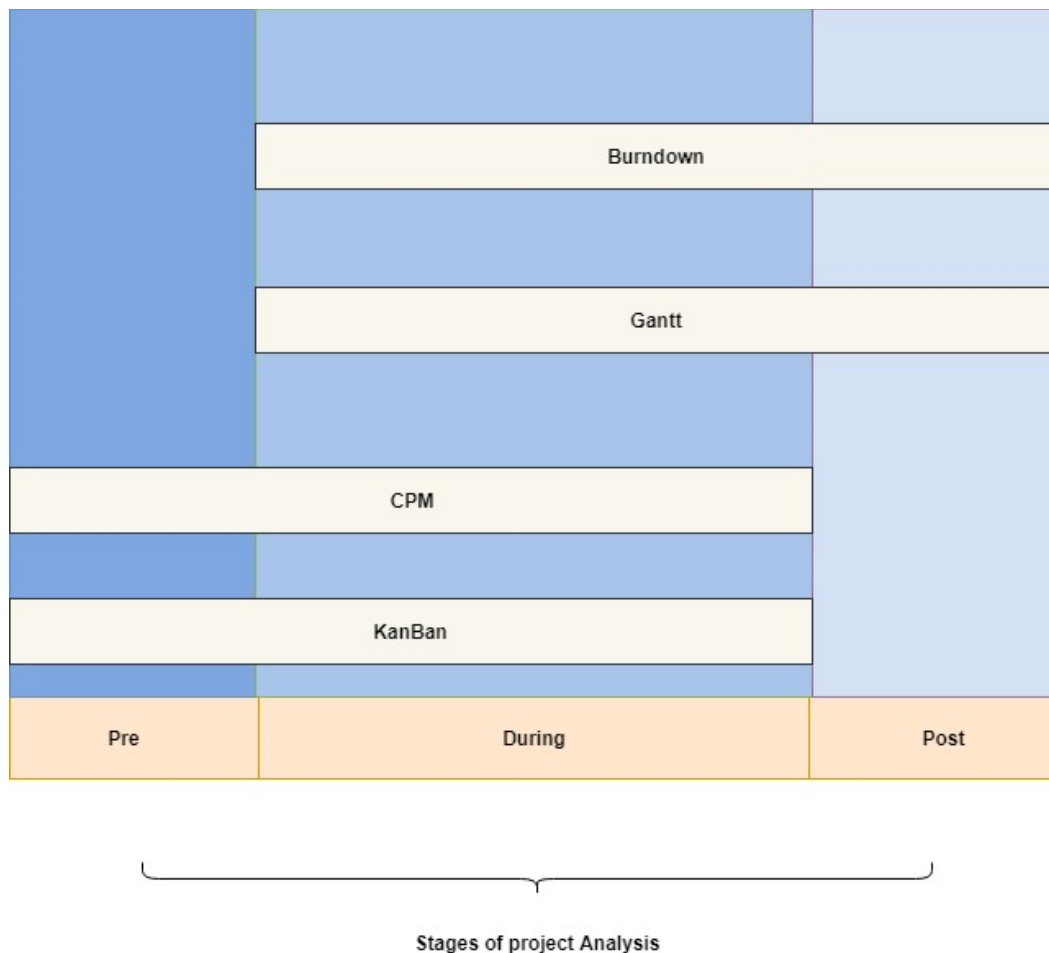 Burndown
Gantt
CPM
KanBan
Pre
During
Post
Stages of project Analysis